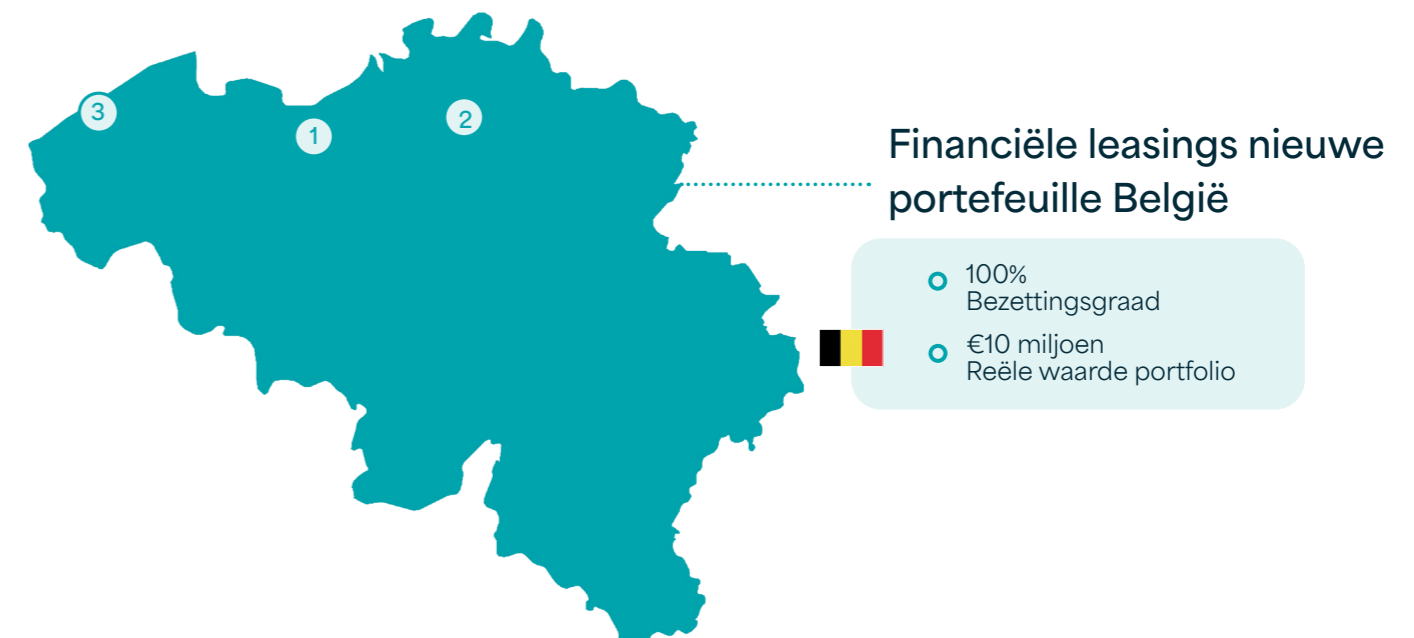 3
1
2
Financiële leasings nieuwe
portefeuille België
100%
Bezettingsgraad
€10 miljoen
Reële waarde portfolio